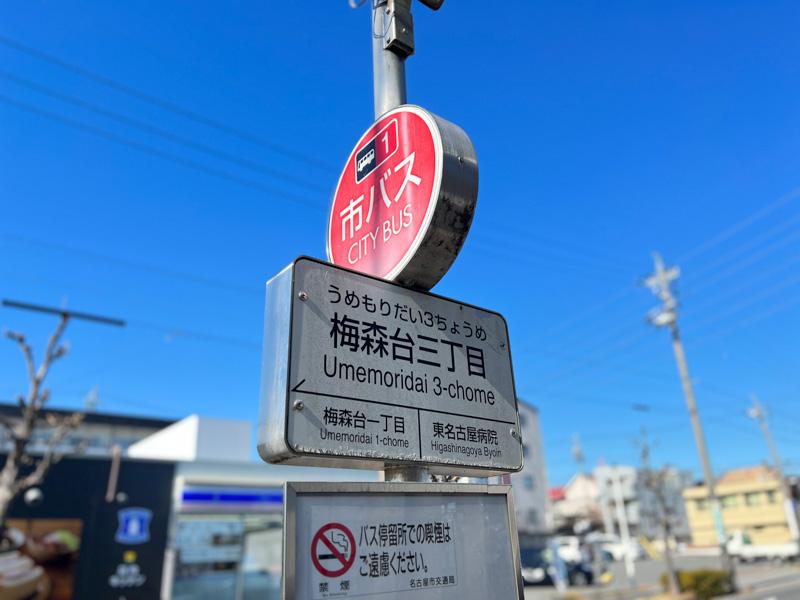 1
市バス
CITY BUS
うめもりだい3ちょうめ
梅森台三丁目
Umemoridai 3-chome
梅森台一丁目
Umemoridai 1-chome
東名古屋病院
Higashinagoya Byoin
バス停留所での喫煙は
ご遠慮ください。
禁煙
名古屋市交通局